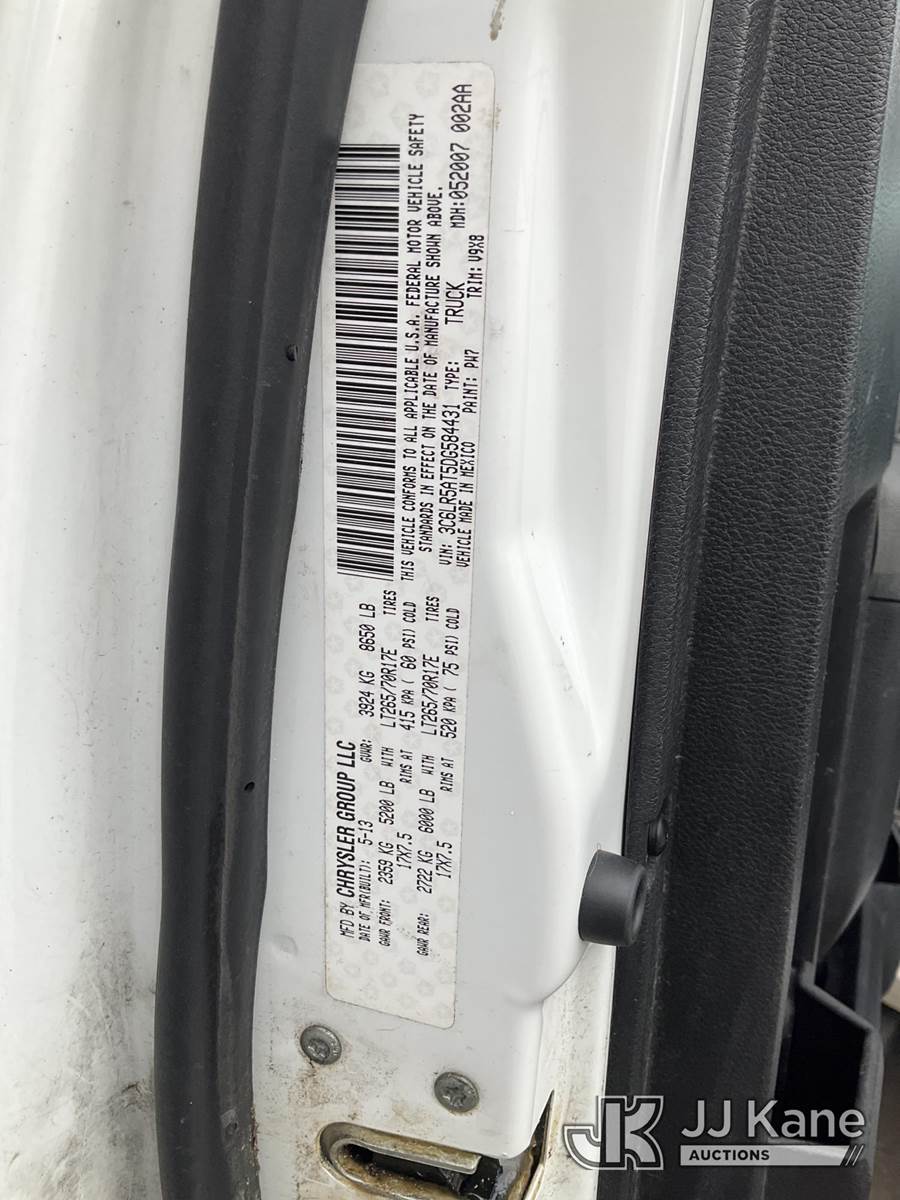 MFD BY CHRYSLER GROUP LLC
DATE OF MFR(BUILT): 5-13 GVWR: 3924 KG 8650 LB
GAWR FRONT: 2359 KG 5200 LB WITH LT265/70R17E TIRES
17X7.5 RIMS AT 415 KPA( 60 PSI) COLD
GAWR REAR: 2722 KG 6000 LB WITH LT265/70R17E TIRES
17X7.5 RIMS AT 520 KPA( 75 PSI) COLD
THIS VEHICLE CONFORMS TO ALL APPLICABLE U.S.A. FEDERAL MOTOR VEHICLE SAFETY
STANDARDS IN EFFECT ON THE DATE OF MANUFACTURE SHOWN ABOVE.
VIN: 3C6LR5AT5DG584431 TYPE: TRUCK MDH:052007 002AA
VEHICLE MADE IN MEXICO PAINT: PW7 TRIM: V9X8
JK JJ Kane
AUCTIONS